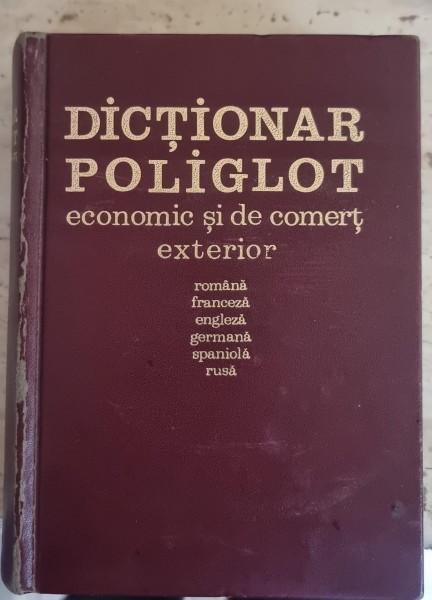 DicȚiONAR
POLiGLOT
economic și de comerț
exterior
română
franceză
engleză
germană
spaniolă
rusă